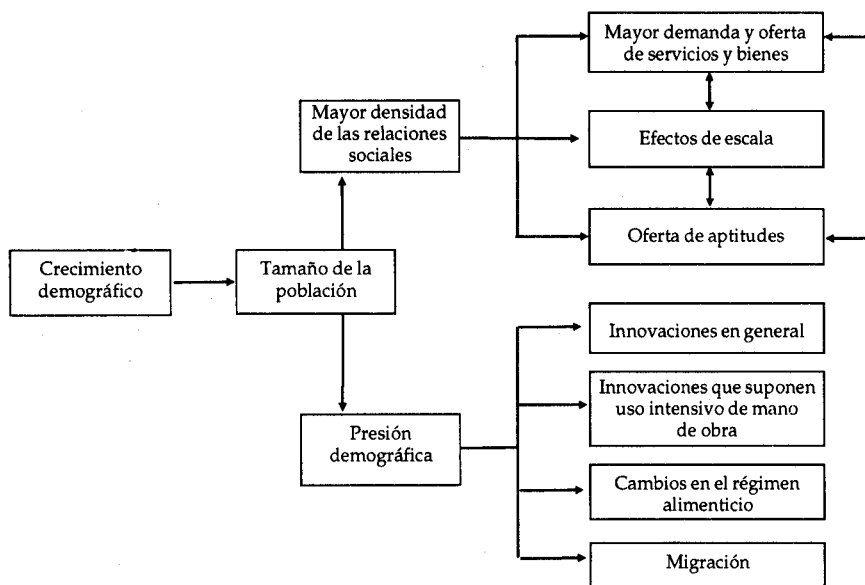 Mayor demanda y oferta
de servicios y bienes
Mayor densidad
de las relaciones
sociales
Efectos de escala
Oferta de aptitudes
Crecimiento
demográfico
Tamaño de la
población
Innovaciones en general
Innovaciones que suponen
uso intensivo de mano
de obra
Presión
demográfica
Cambios en el régimen
alimenticio
Migración